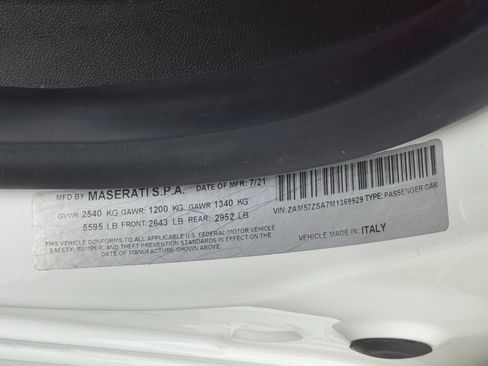 MFD BY MASERATI S.P.A. DATE OF MFR: 7/21
GVWR: 2540 KG GAWR: 1200 KG GAWR 1340 KG
5595 LB FRONT: 2643 LB REAR: 2952 LB
THIS VEHICLE CONFORMS TO ALL APPLICABLE U.S. FEDERAL MOTOR VEHICLE
SAFETY, BUMPER, AND THEFT PREVENTION STANDARDS IN EFFECT ON THE
DATE OF MANUFACTURE-SHOWN ABOVE.
VIN: ZAM57ZSA7M1369929 TYPE: PASSENGER CAR
VEHICLE MADE IN: ITALY